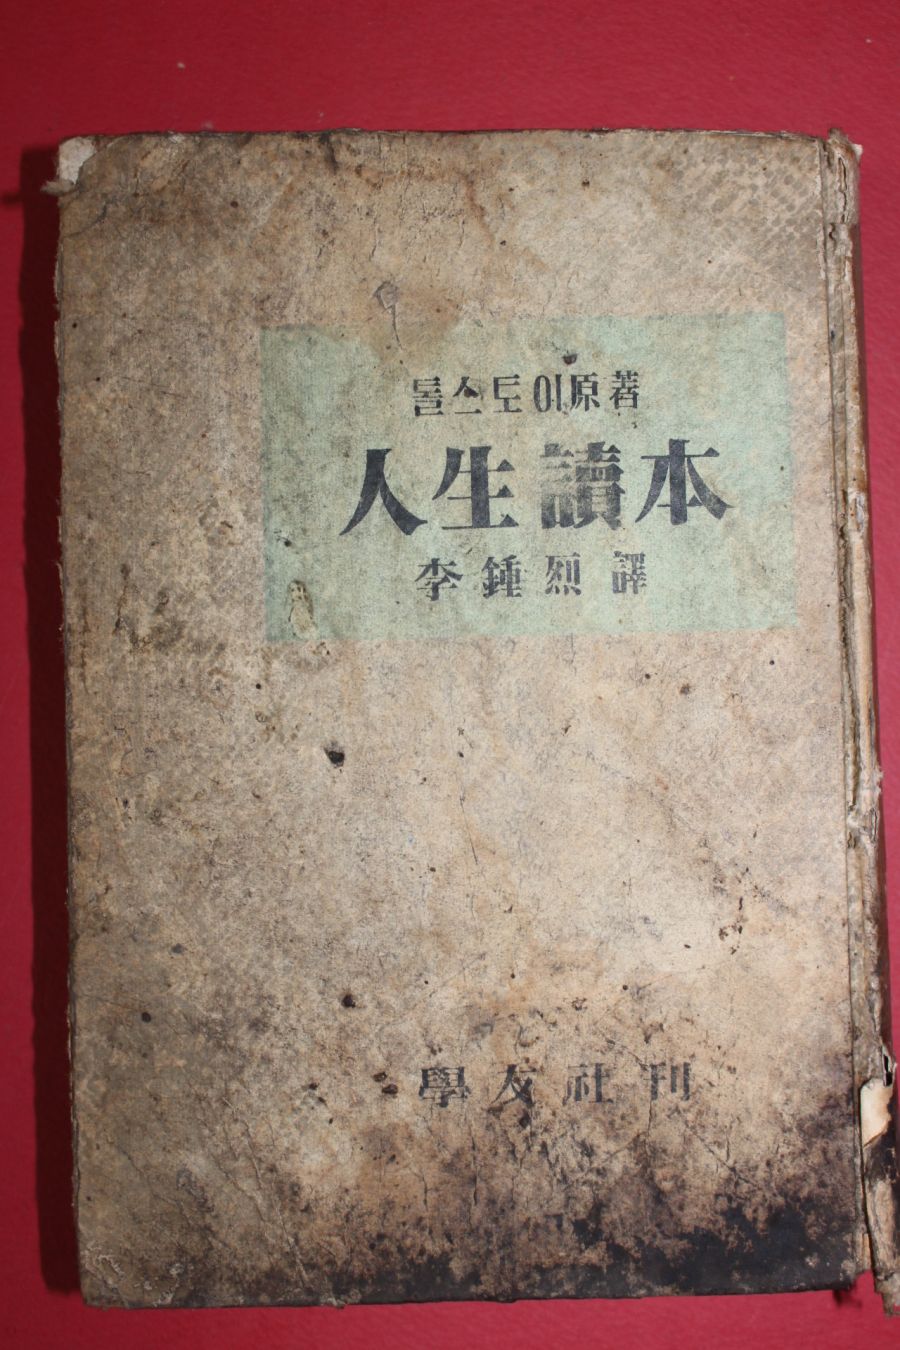 톨스토이原著
人生讀本
李鍾烈 譯
學友社刊